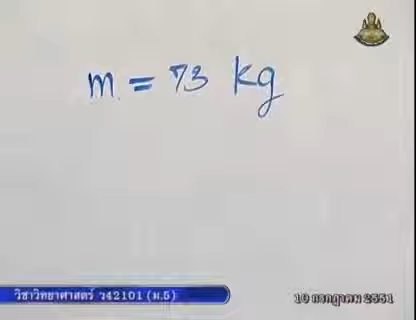 m = 73 kg
วิชาวิทยาศาสตร์ ว42101 (ม.5)
10 กรกฎาคม 2551